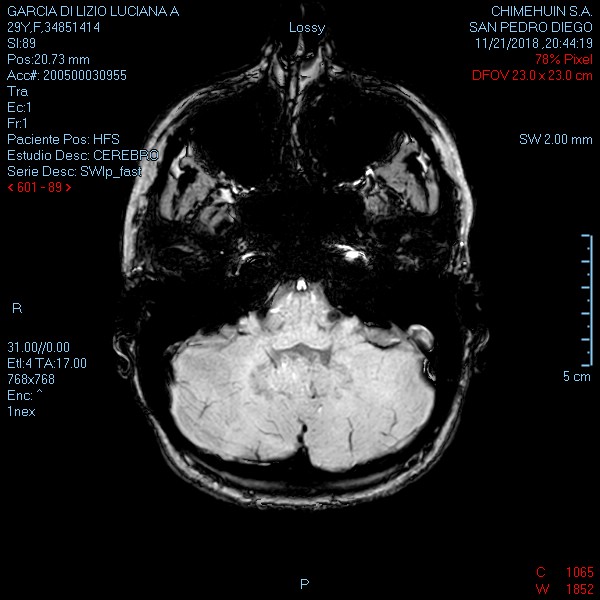 GARCIA DI LIZIO LUCIANA A
29Y,F,34851414
Sl:89
Pos:20.73 mm
Acc#: 200500030955
Tra
Ec:1
Fr:1
Paciente Pos: HFS
Estudio Desc: CEREBRO
Serie Desc: SWIp_fast
< 601 - 89 >
Lossy
CHIMEHUIN S.A.
SAN PEDRO DIEGO
11/21/2018 ,20:44:19
78% Pixel
DFOV 23.0 x 23.0 cm
SW 2.00 mm
R
31.00//0.00
Etl:4 TA:17.00
768x768
Enc: ^
1nex
5 cm
P
C 1065
W 1852